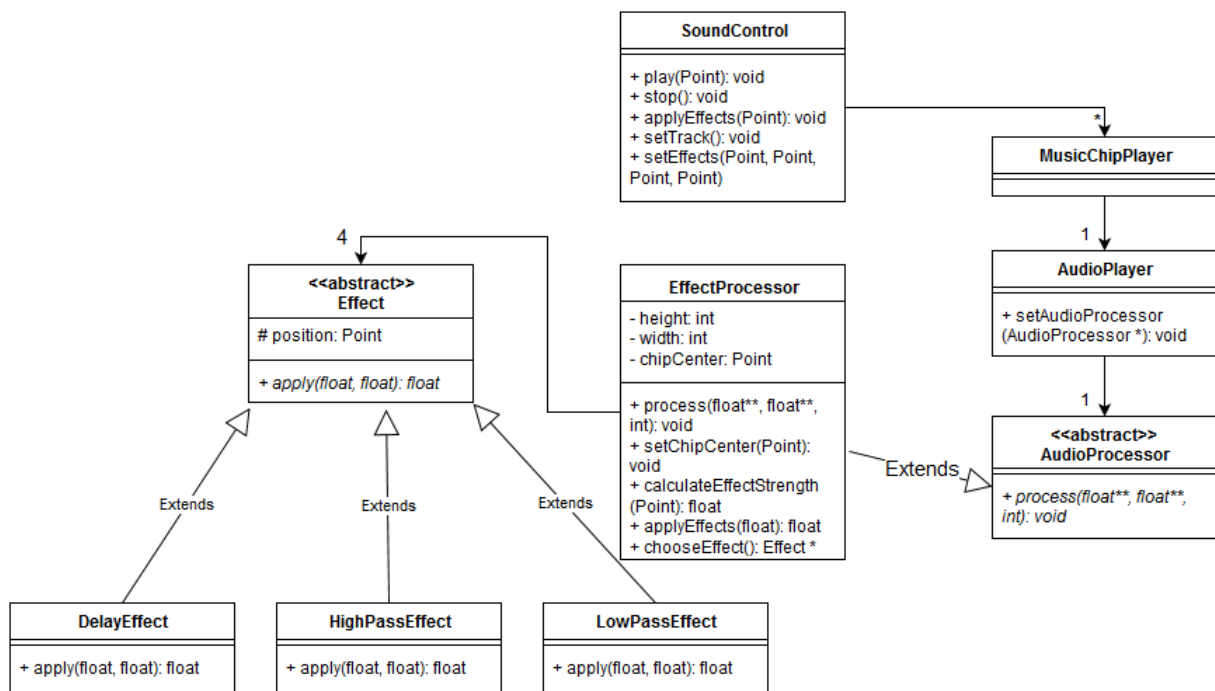 SoundControl
+ play(Point): void
+ stop(): void
+ applyEffects(Point): void
+ setTrack(): void
+ setEffects(Point, Point,
Point, Point)
*
MusicChipPlayer
1
AudioPlayer
+ setAudioProcessor
(AudioProcessor *): void
1
<<abstract>>
AudioProcessor
+ process(float**, float**,
int): void
4
<<abstract>>
Effect
# position: Point
+ apply(float, float): float
EffectProcessor
- height: int
- width: int
- chipCenter: Point
+ process(float**, float**,
int): void
+ setChipCenter(Point):
void
+ calculateEffectStrength
(Point): float
+ applyEffects(float): float
+ chooseEffect(): Effect *
Extends
Extends
Extends
Extends
DelayEffect
+ apply(float, float): float
HighPassEffect
+ apply(float, float): float
LowPassEffect
+ apply(float, float): float